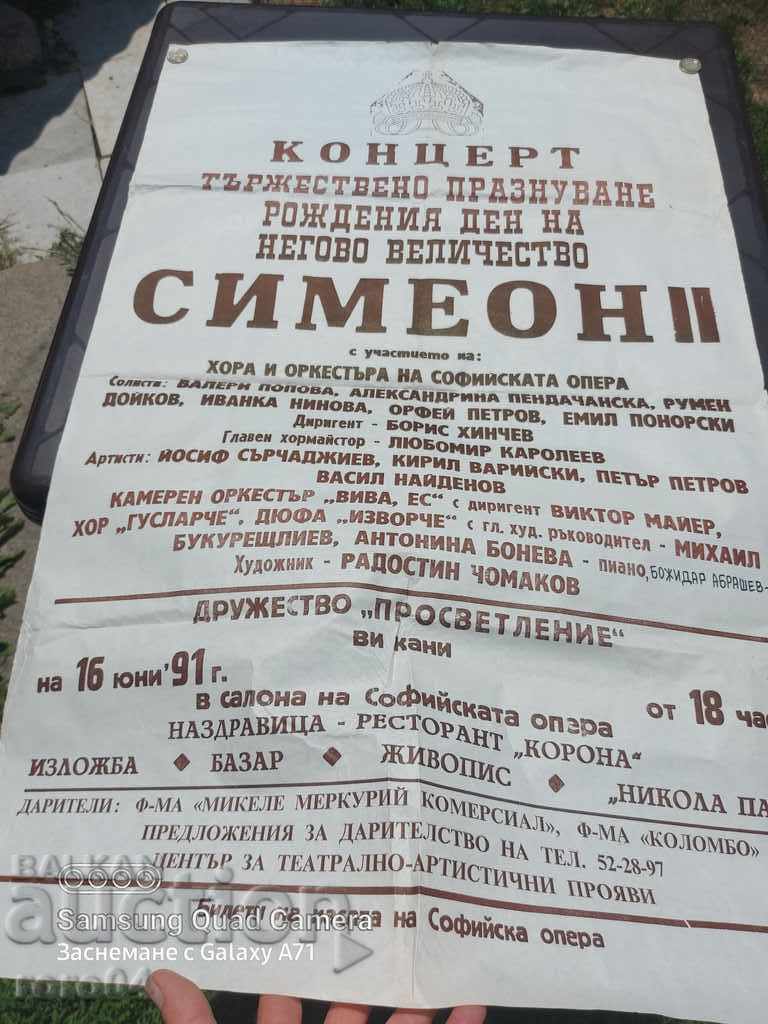 КОНЦЕРТ
ТЪРЖЕСТВЕНО ПРАЗНУВАНЕ
РОЖДЕНИЯ ДЕН НА
НЕГОВО ВЕЛИЧЕСТВО
СИМЕОН II
с участието на:
ХОРА И ОРКЕСТЪРА НА СОФИЙСКАТА ОПЕРА
Солисти: ВАЛЕРИ ПОПОВА, АЛЕКСАНДРИНА ПЕНДАЧАНСКА, РУМЕН
ДОЙКОВ, ИВАНКА НИНОВА, ОРФЕЙ ПЕТРОВ, ЕМИЛ ПОНОРСКИ
Диригент - БОРИС ХИНЧЕВ
Главен хормайстор - ЛЮБОМИР КАРОЛЕЕВ
Артисти: ЙОСИФ СЪРЧАДЖИЕВ, КИРИЛ ВАРИЙСКИ, ПЕТЪР ПЕТРОВ
ВАСИЛ НАЙДЕНОВ
КАМЕРЕН ОРКЕСТЪР „ВИВА, ЕС" с диригент ВИКТОР МАЙЕР,
ХОР „ГУСЛАРЧЕ", ДЮФА „ИЗВОРЧЕ" с гл. худ. ръководител - МИХАИЛ
БУКУРЕЩЛИЕВ, АНТОНИНА БОНЕВА - пиано, БОЖИДАР АБРАШЕВ-
Художник - РАДОСТИН ЧОМАКОВ
ДРУЖЕСТВО „ПРОСВЕТЛЕНИЕ"
ви кани
на 16 юни '91 г. от 18 час
в салона на Софийската опера
НАЗДРАВИЦА - РЕСТОРАНТ „КОРОНА"
ИЗЛОЖБА ♦ БАЗАР ♦ ЖИВОПИС ♦ „НИКОЛА ПА
ДАРИТЕЛИ: Ф-МА «МИКЕЛЕ МЕРКУРИЙ КОМЕРСИАЛ», Ф-МА «КОЛОМБО»
ПРЕДЛОЖЕНИЯ ЗА ДАРИТЕЛСТВО НА ТЕЛ. 52-28-97
ЦЕНТЪР ЗА ТЕАТРАЛНО-АРТИСТИЧНИ ПРОЯВИ
Билети се касата на Софийска опера
BALKAN
auction
Samsung Quad Camera
Заснемане с Galaxy A71